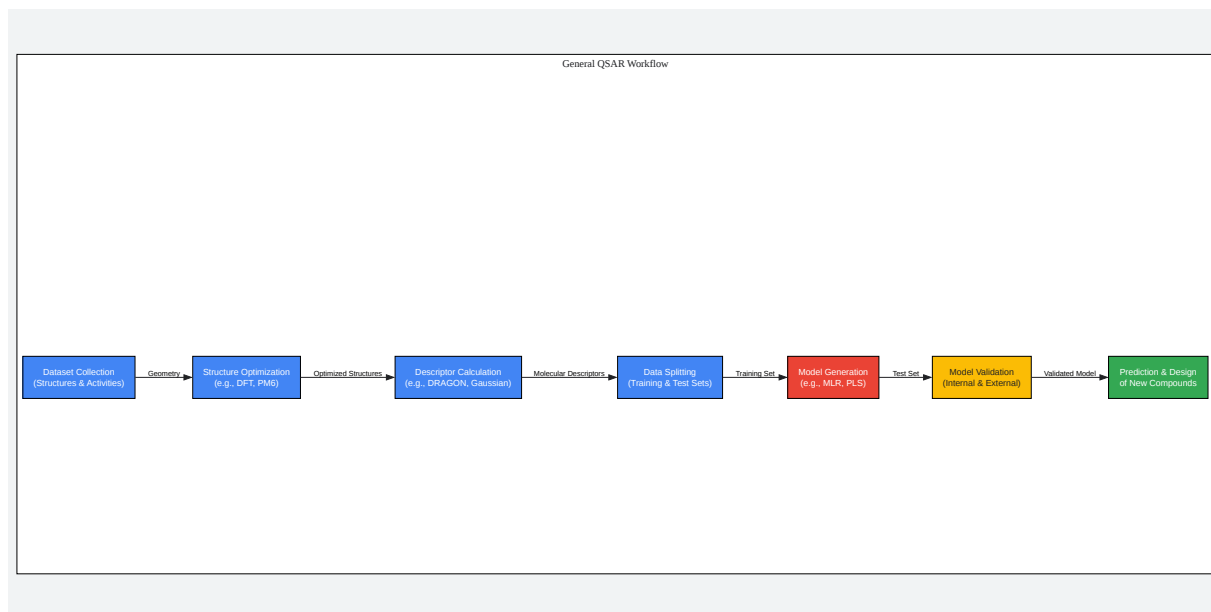 General QSAR Workflow
Dataset Collection
(Structures & Activities)
Geometry
Structure Optimization
(e.g., DFT, PM6)
Optimized Structures
Descriptor Calculation
(e.g., DRAGON, Gaussian)
Molecular Descriptors
Data Splitting
(Training & Test Sets)
Training Set
Model Generation
(e.g., MLR, PLS)
Test Set
Model Validation
(Internal & External)
Validated Model
Prediction & Design
of New Compounds